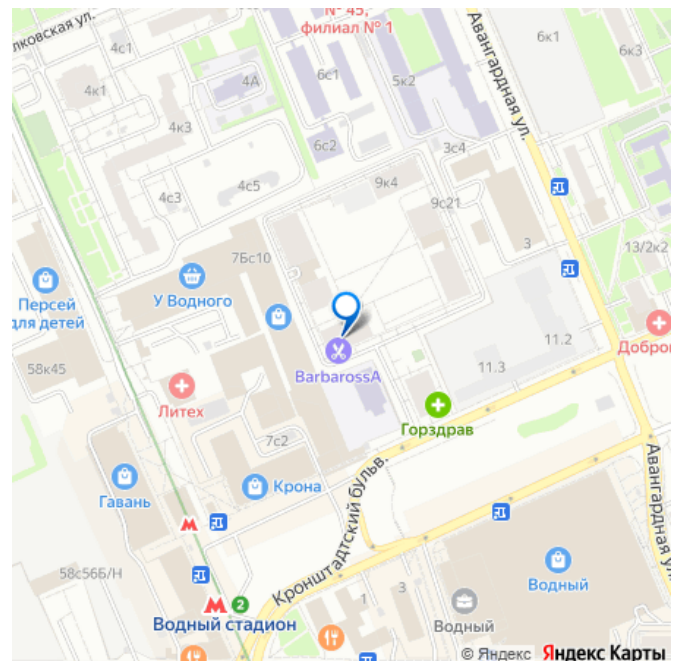 лковская ул.
№ 45,
филиал № 1
Авангардная ул.
6к1
6к3
4с1
4к1
4А
6с1
5к2
4к3
6с2
3с4
4с3
4с5
9к4
9с21
3
13/2к2
7Бс10
У Водного
Персей
для детей
BarbarossA
11.2
11.3
Добро
58к45
Литех
Горздрав
7с2
Крона
Гавань
Кронштадтский бульв.
Авангардная ул.
58с56Б/Н
2
Водный стадион
1
3
Водный
Водный
© Яндекс Яндекс Карты